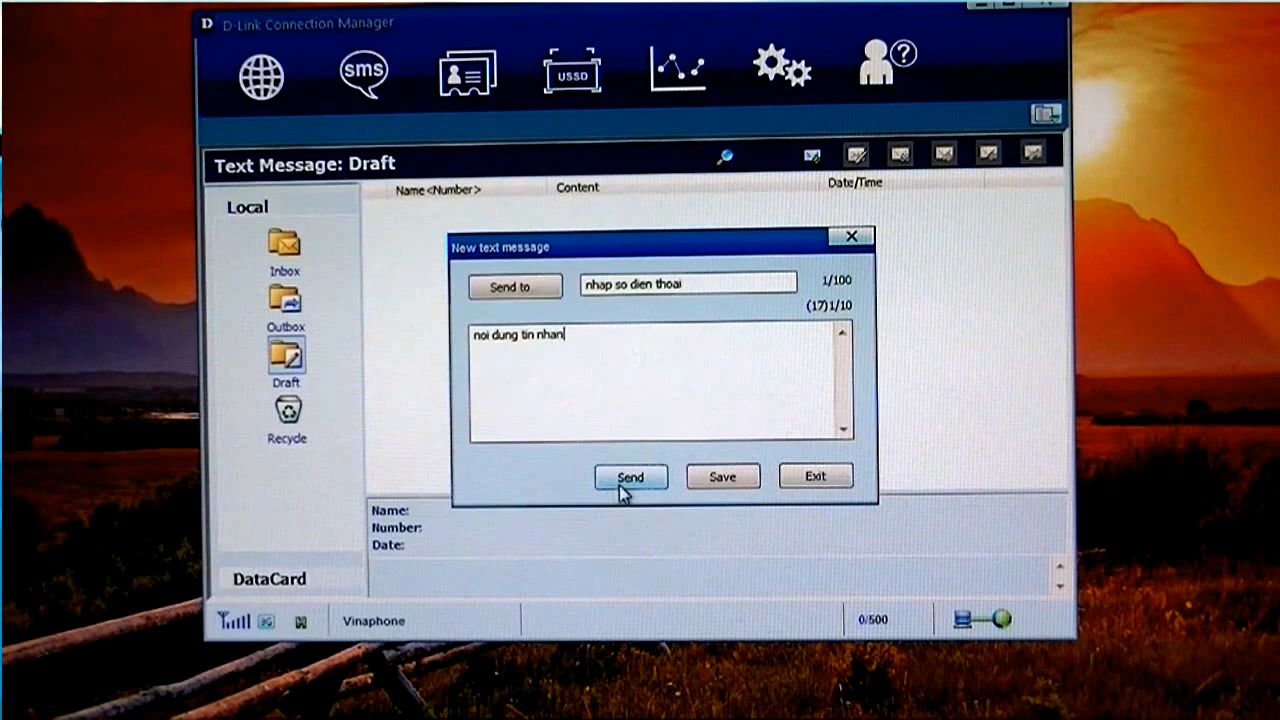 D D-Link Connection Manager
sms
USSD
Text Message: Draft
Name <Number> Content Date/Time
Local
Inbox
Outbox
Draft
Recycle
DataCard
New text message
Send to
nhap so dien thoai
1/100
(17)1/10
noi dung tin nhan
Send
Save
Exit
Name:
Number:
Date:
3G
Vinaphone
0/500